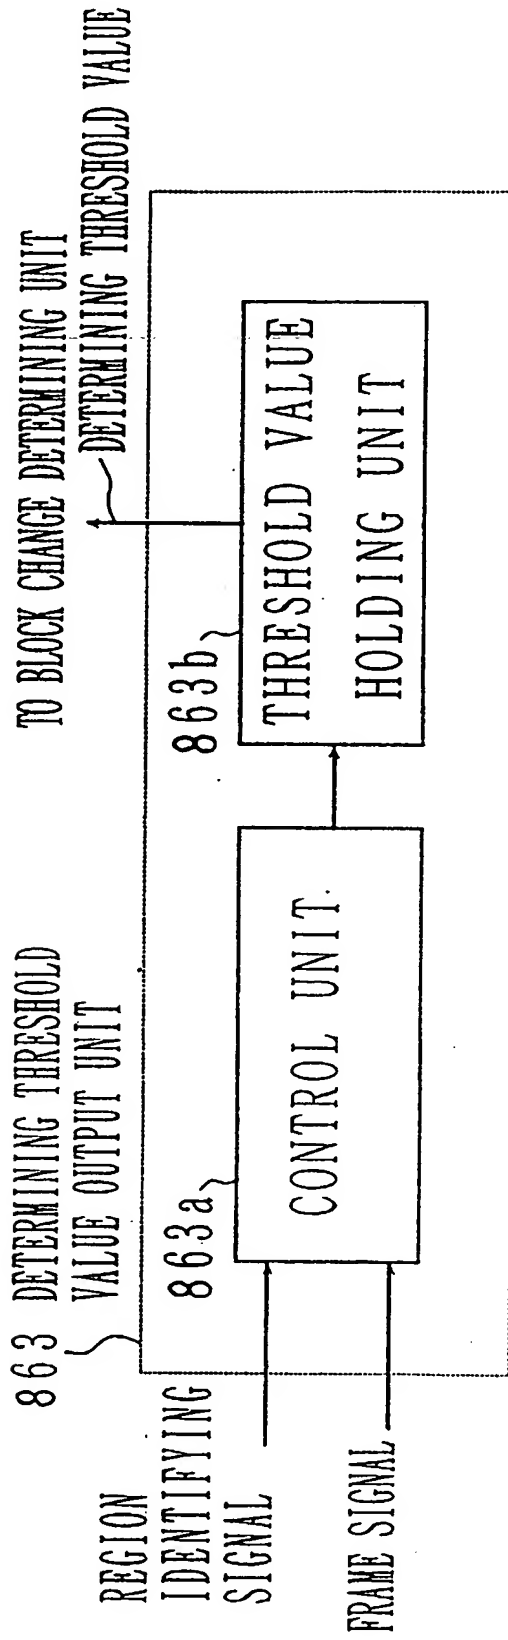 863 DETERMINING THRESHOLD
VALUE OUTPUT UNIT
TO BLOCK CHANGE DETERMINING UNIT
DETERMINING THRESHOLD VALUE
REGION
IDENTIFYING
SIGNAL
863a
CONTROL UNIT
863b
THRESHOLD VALUE
HOLDING UNIT
FRAME SIGNAL